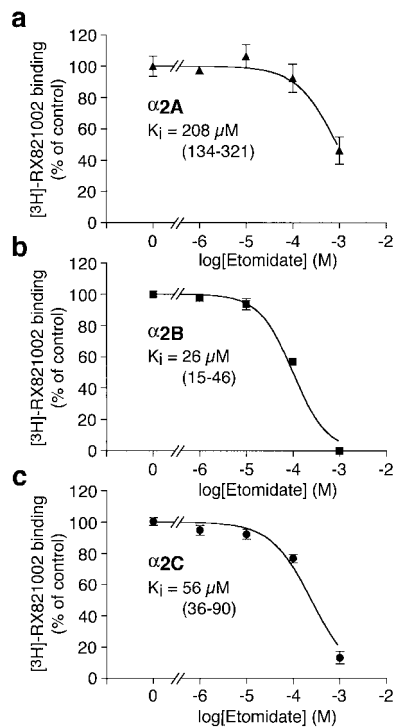 a
[3H]-RX821002 binding
(% of control)
120
100
80
60
40
20
0
α2A
Ki = 208 μM
(134-321)
0 -6 -5 -4 -3 -2
log[Etomidate] (M)
b
[3H]-RX821002 binding
(% of control)
120
100
80
60
40
20
0
α2B
Ki = 26 μM
(15-46)
0 -6 -5 -4 -3 -2
log[Etomidate] (M)
c
[3H]-RX821002 binding
(% of control)
120
100
80
60
40
20
0
α2C
Ki = 56 μM
(36-90)
0 -6 -5 -4 -3 -2
log[Etomidate] (M)